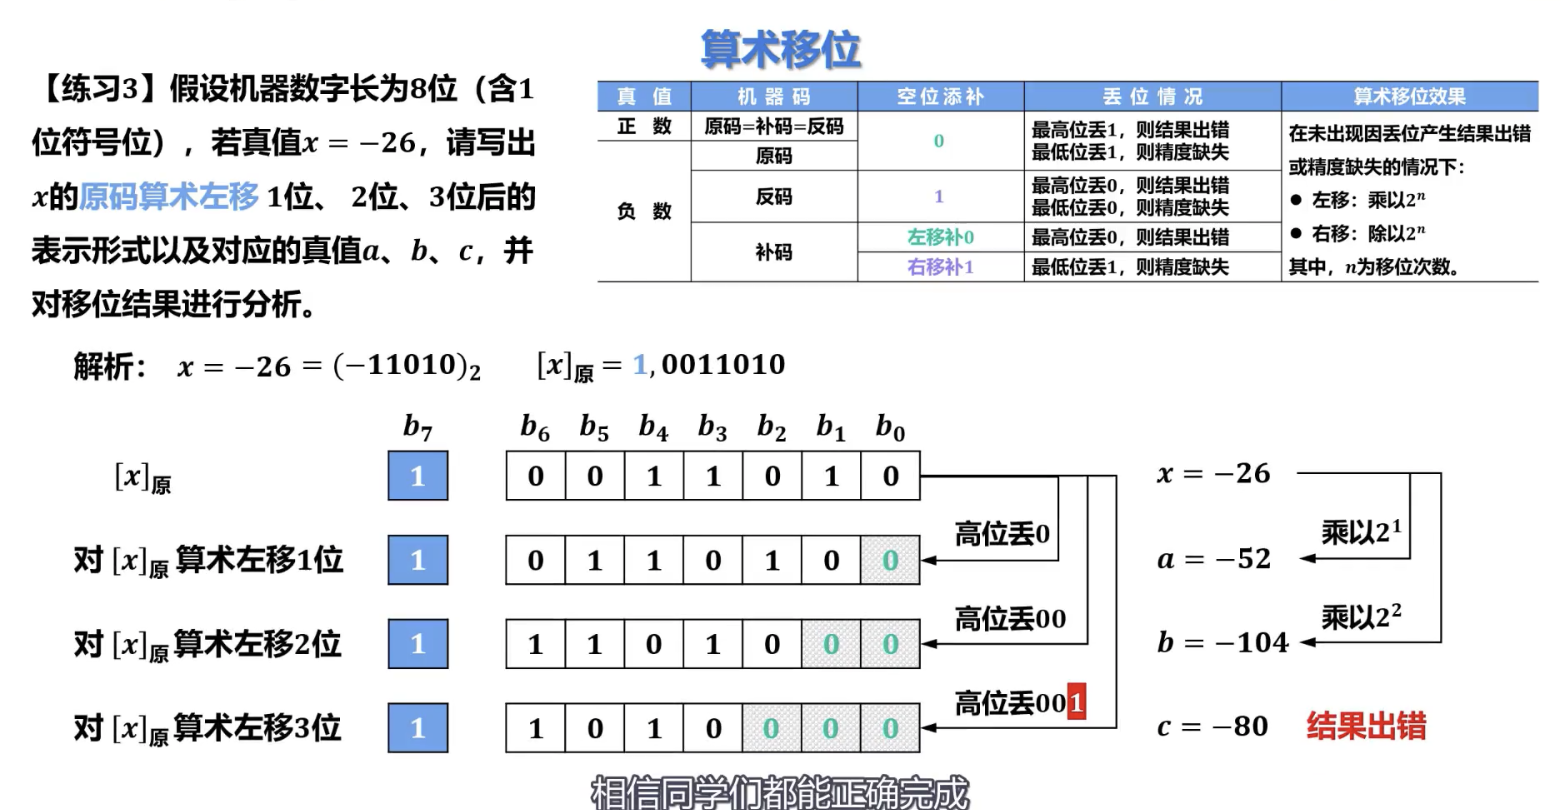 算术移位
【练习3】假设机器数字长为8位（含1
位符号位），若真值x = −26，请写出
x的原码算术左移 1位、 2位、3位后的
表示形式以及对应的真值a、b、c，并
对移位结果进行分析。
真 值 机 器 码 空位添补 丢 位 情 况 算术移位效果
正 数 原码=补码=反码 0 最高位丢1，则结果出错
最低位丢1，则精度缺失
负 数 原码
反码 1 最高位丢0，则结果出错
最低位丢0，则精度缺失
补码 左移补0 最高位丢0，则结果出错
右移补1 最低位丢1，则精度缺失
在未出现因丢位产生结果出错
或精度缺失的情况下：
● 左移：乘以2ⁿ
● 右移：除以2ⁿ
其中，n为移位次数。
解析： x = −26 = (−11010)₂ [x]原 = 1, 0011010
b₇ b₆ b₅ b₄ b₃ b₂ b₁ b₀
[x]原 1 0 0 1 1 0 1 0 x = −26
高位丢0 乘以2¹
对 [x]原 算术左移1位 1 0 1 1 0 1 0 0 a = −52
高位丢00 乘以2²
对 [x]原 算术左移2位 1 1 1 0 1 0 0 0 b = −104
高位丢001
对 [x]原 算术左移3位 1 1 0 1 0 0 0 0 c = −80 结果出错
相信同学们都能正确完成